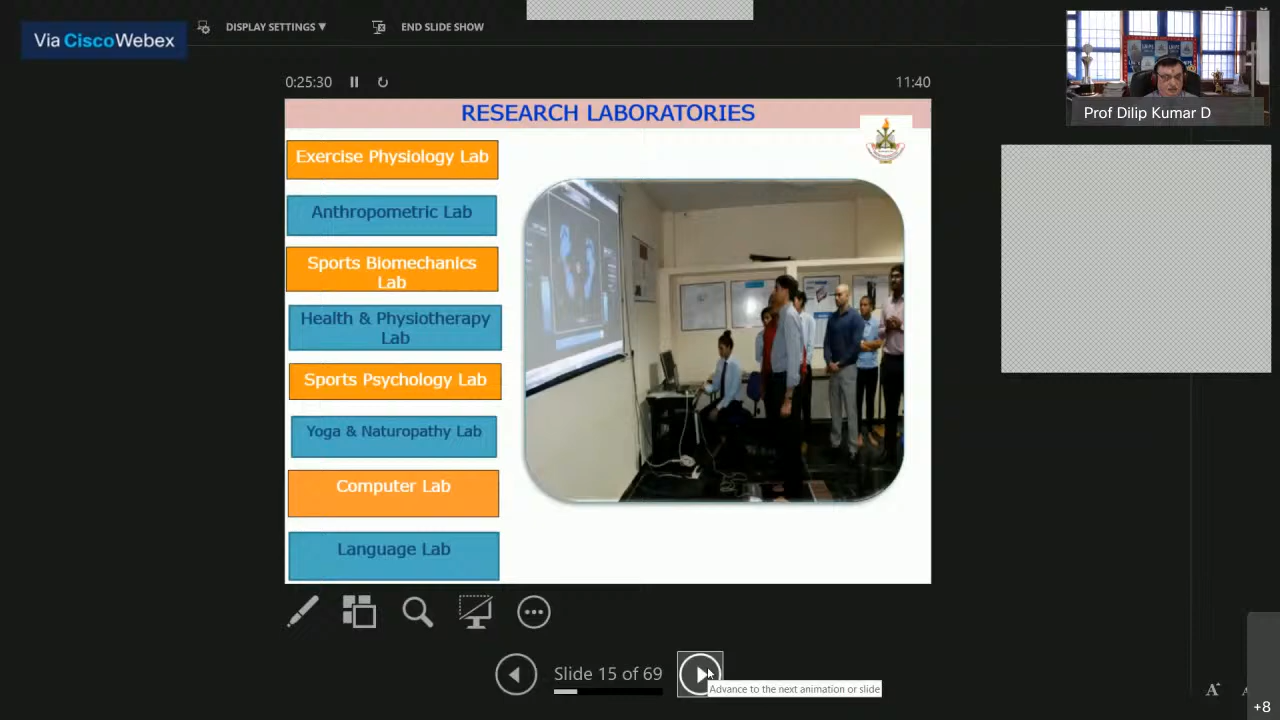 Via CiscoWebex
DISPLAY SETTINGS ▼
END SLIDE SHOW
0:25:30
11:40
Prof Dilip Kumar D
RESEARCH LABORATORIES
Exercise Physiology Lab
Anthropometric Lab
Sports Biomechanics
Lab
Health & Physiotherapy
Lab
Sports Psychology Lab
Yoga & Naturopathy Lab
Computer Lab
Language Lab
Slide 15 of 69
Advance to the next animation or slide
A
+8